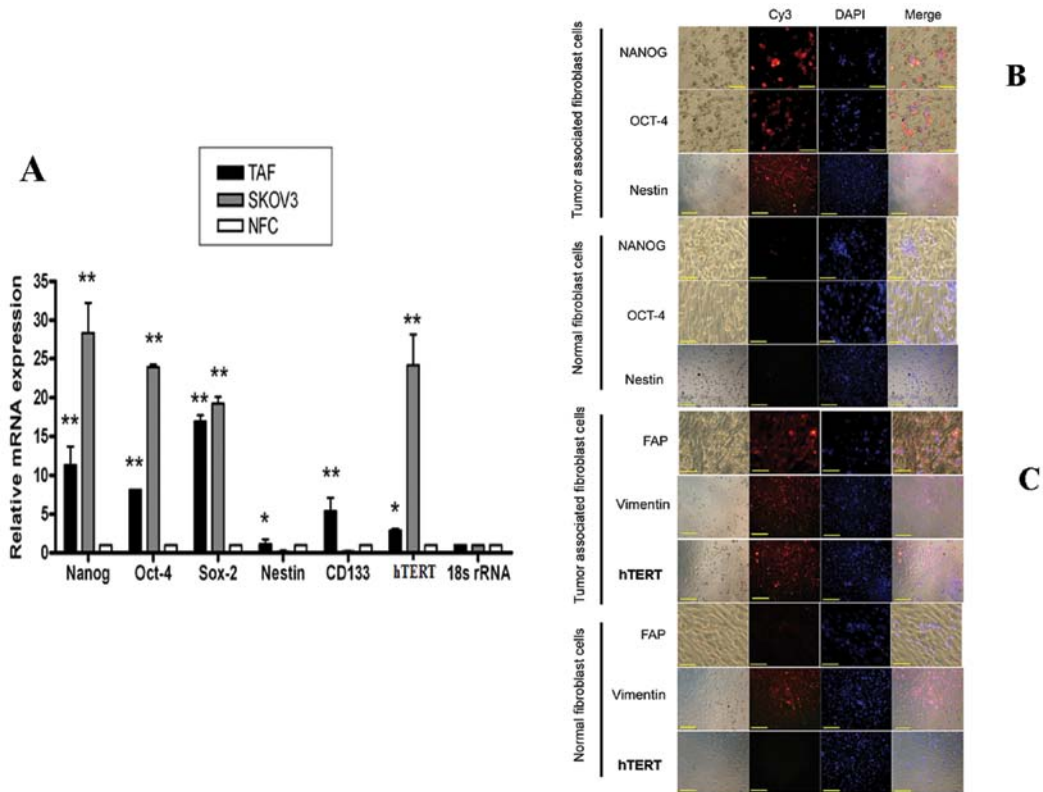 A
TAF
SKOV3
NFC
Relative mRNA expression
35
30
25
20
15
10
5
0
** ** ** ** ** ** * ** * **
Nanog Oct-4 Sox-2 Nestin CD133 hTERT 18s rRNA
Cy3 DAPI Merge
B
Tumor associated fibroblast cells
NANOG
OCT-4
Nestin
Normal fibroblast cells
NANOG
OCT-4
Nestin
C
Tumor associated fibroblast cells
FAP
Vimentin
hTERT
Normal fibroblast cells
FAP
Vimentin
hTERT